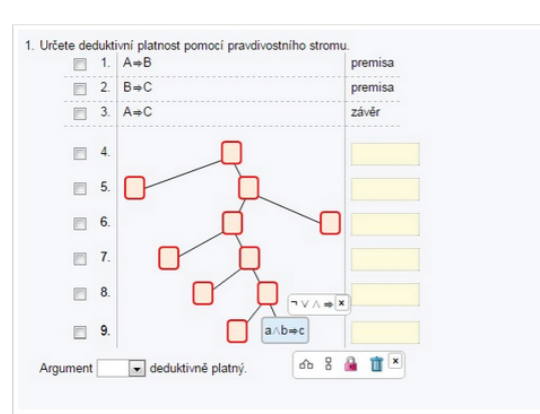 1. Určete deduktivní platnost pomocí pravdivostního stromu.
1. A⇒B premisa
2. B⇒C premisa
3. A⇒C závěr
4.
5.
6.
7.
8.
¬ ∨ ∧ ⇒ x
9. a∧b⇒c
Argument deduktivně platný.
x